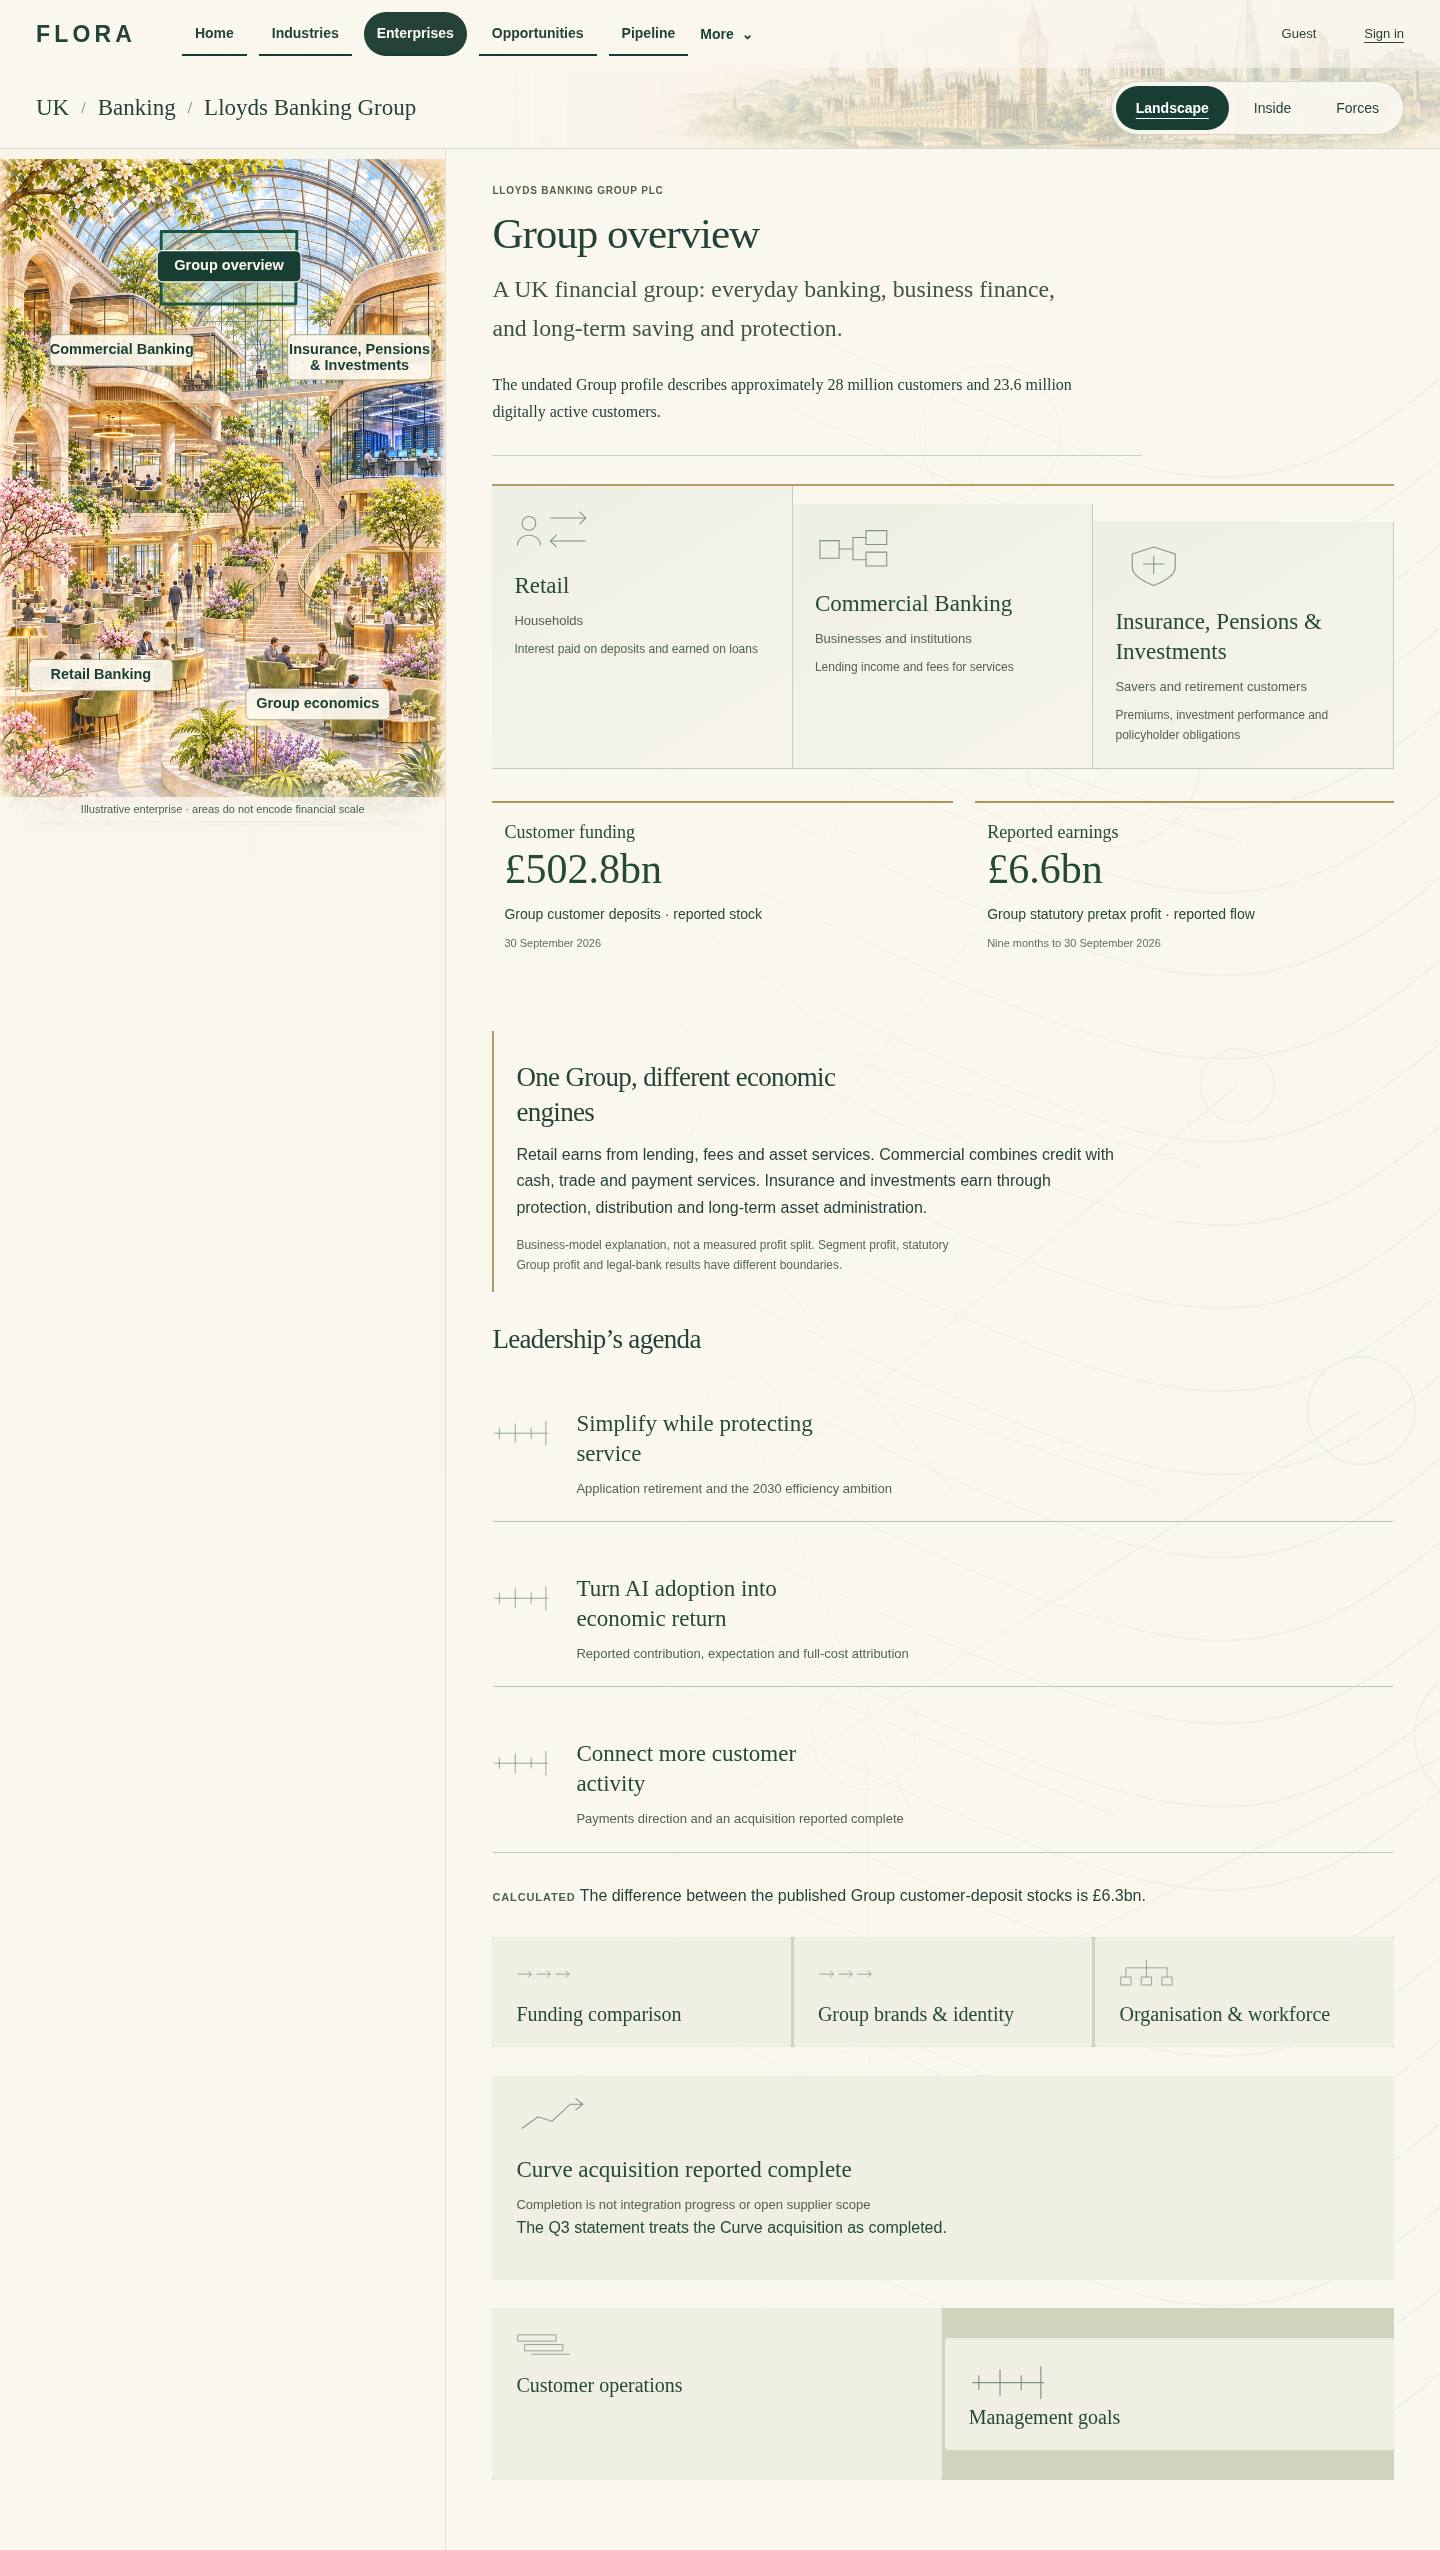 FLORA
Home
Industries
Enterprises
Opportunities
Pipeline
More
Guest
Sign in
UK / Banking / Lloyds Banking Group
Landscape
Inside
Forces
Group overview
Commercial Banking
Insurance, Pensions
& Investments
Retail Banking
Group economics
Illustrative enterprise · areas do not encode financial scale
LLOYDS BANKING GROUP PLC
Group overview
A UK financial group: everyday banking, business finance,
and long-term saving and protection.
The undated Group profile describes approximately 28 million customers and 23.6 million
digitally active customers.
Retail
Households
Interest paid on deposits and earned on loans
Commercial Banking
Businesses and institutions
Lending income and fees for services
Insurance, Pensions &
Investments
Savers and retirement customers
Premiums, investment performance and
policyholder obligations
Customer funding
£502.8bn
Group customer deposits · reported stock
30 September 2026
Reported earnings
£6.6bn
Group statutory pretax profit · reported flow
Nine months to 30 September 2026
One Group, different economic
engines
Retail earns from lending, fees and asset services. Commercial combines credit with
cash, trade and payment services. Insurance and investments earn through
protection, distribution and long-term asset administration.
Business-model explanation, not a measured profit split. Segment profit, statutory
Group profit and legal-bank results have different boundaries.
Leadership’s agenda
Simplify while protecting
service
Application retirement and the 2030 efficiency ambition
Turn AI adoption into
economic return
Reported contribution, expectation and full-cost attribution
Connect more customer
activity
Payments direction and an acquisition reported complete
CALCULATED The difference between the published Group customer-deposit stocks is £6.3bn.
Funding comparison
Group brands & identity
Organisation & workforce
Curve acquisition reported complete
Completion is not integration progress or open supplier scope
The Q3 statement treats the Curve acquisition as completed.
Customer operations
Management goals